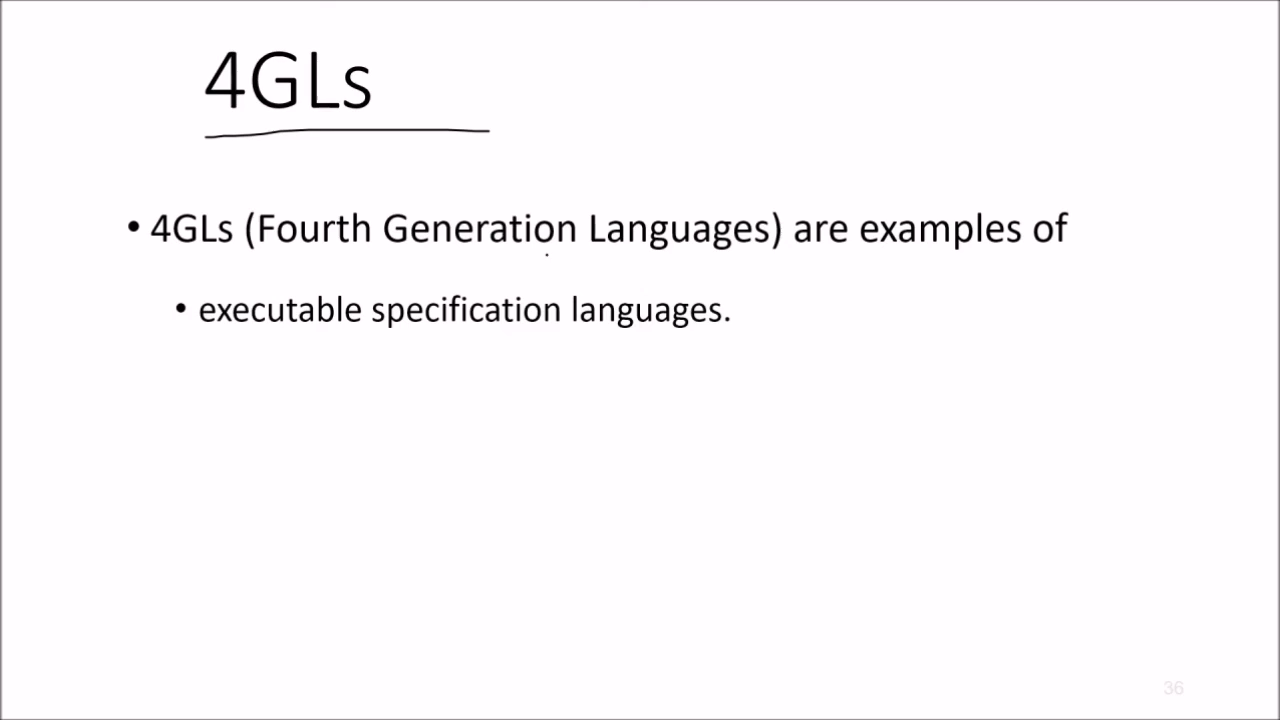 4GLs
• 4GLs (Fourth Generation Languages) are examples of
• executable specification languages.
36